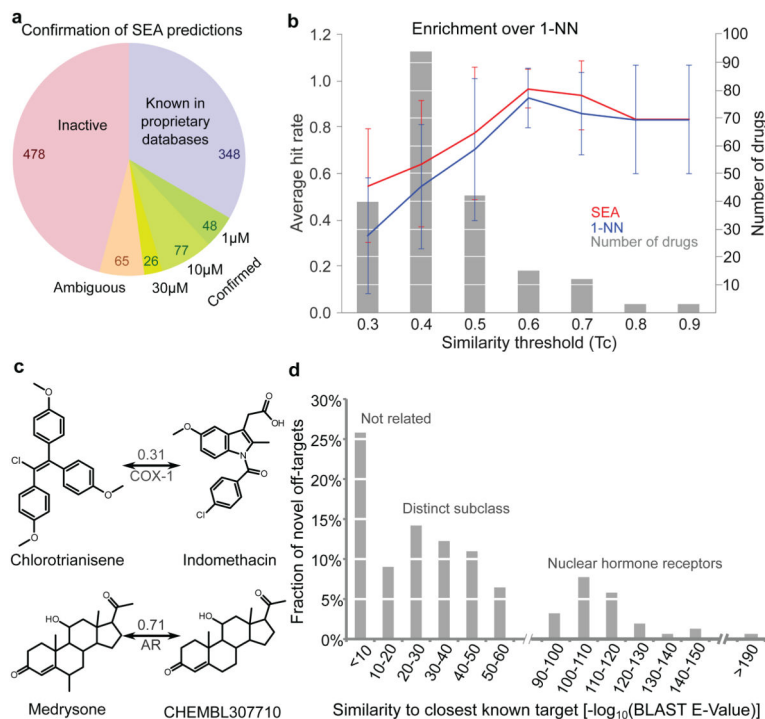 a
Confirmation of SEA predictions
Inactive
478
Known in
proprietary
databases
348
48
1µM
77
10µM
26
30µM
Confirmed
65
Ambiguous
b
Enrichment over 1-NN
Average hit rate
1.2
1.0
0.8
0.6
0.4
0.2
0.0
Number of drugs
100
90
80
70
60
50
40
30
20
10
SEA
1-NN
Number of drugs
0.3 0.4 0.5 0.6 0.7 0.8 0.9
Similarity threshold (Tc)
c
O
O
Cl
O
0.31
COX-1
O
O
OH
N
O
Cl
Chlorotrianisene
Indomethacin
O
HO
O
0.71
AR
O
HO
O
Medrysone
CHEMBL307710
d
Fraction of novel off-targets
30%
25%
20%
15%
10%
5%
0%
Not related
Distinct subclass
Nuclear hormone receptors
<10 10-20 20-30 30-40 40-50 50-60 90-100 100-110 110-120 120-130 130-140 140-150 >190
Similarity to closest known target [-log10(BLAST E-Value)]